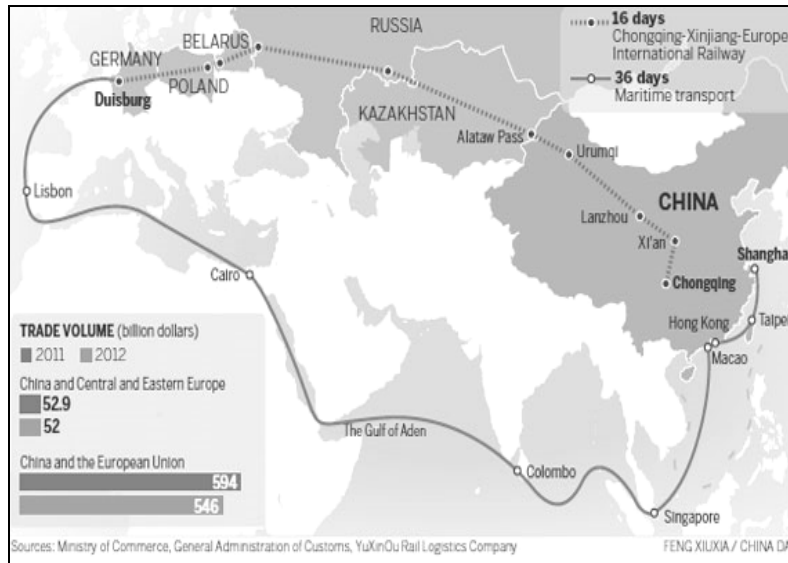 16 days
Chongqing-Xinjiang-Europe
International Railway
36 days
Maritime transport
RUSSIA
BELARUS
GERMANY
POLAND
Duisburg
KAZAKHSTAN
Alataw Pass
Urumqi
Lisbon
CHINA
Lanzhou
Xi'an
Shangha
Cairo
Chongqing
Hong Kong
Taipei
Macao
TRADE VOLUME (billion dollars)
2011 2012
China and Central and Eastern Europe
52.9
52
The Gulf of Aden
China and the European Union
594
546
Colombo
Singapore
Sources: Ministry of Commerce, General Administration of Customs, YuXinOu Rail Logistics Company
FENG XIUXIA / CHINA DA